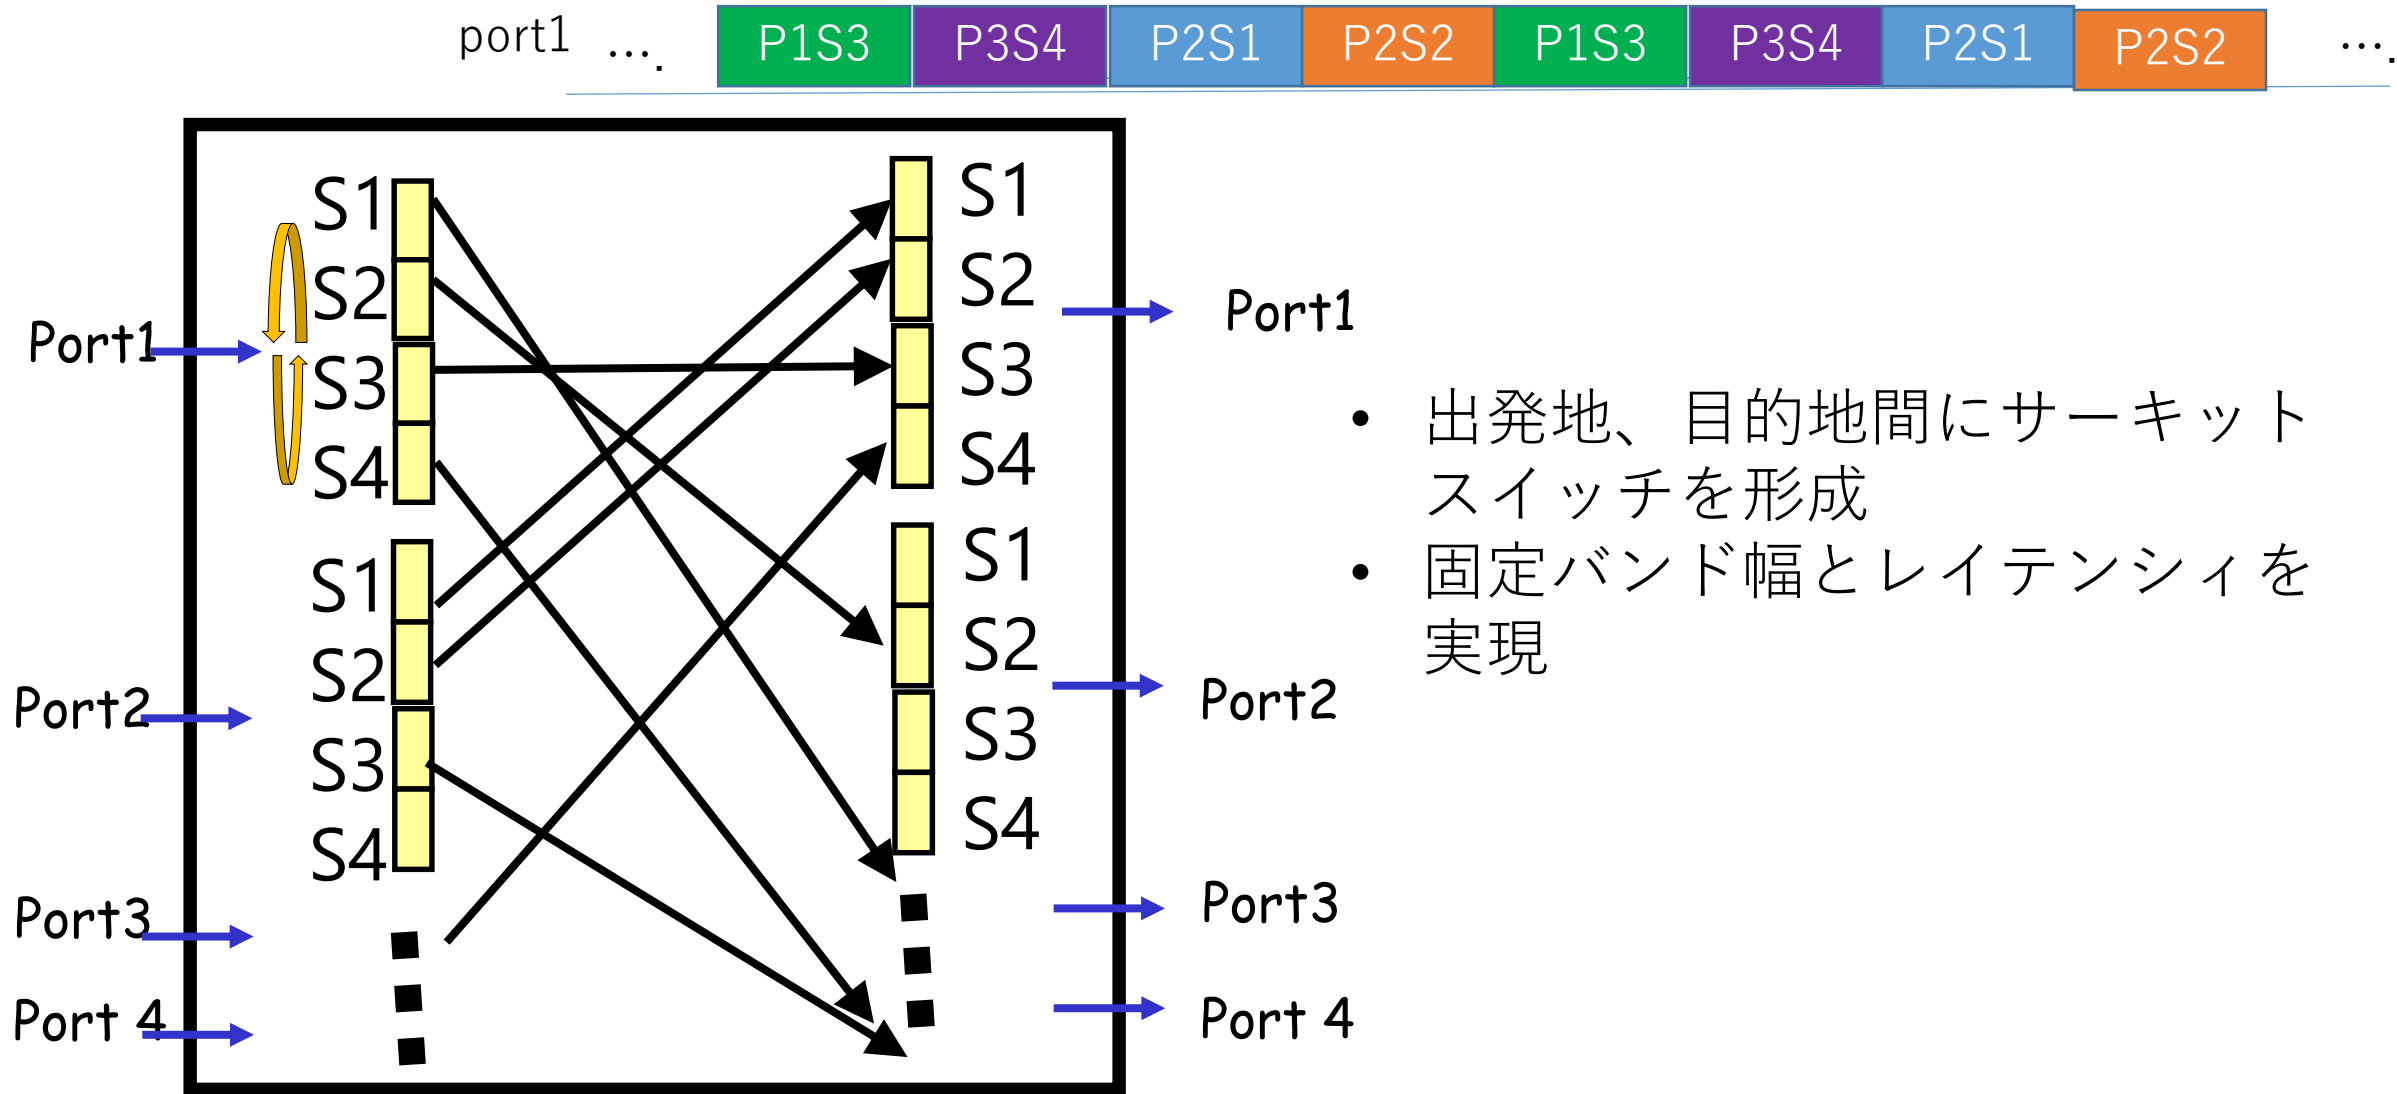 port1 …. P1S3 P3S4 P2S1 P2S2 P1S3 P3S4 P2S1 P2S2 ….
S1
S2
S3
S4
S1
S2
S3
S4
Port1
Port2
Port3
Port 4
S1
S2
S3
S4
S1
S2
S3
S4
Port1
Port2
Port3
Port 4
• 出発地、目的地間にサーキット
スイッチを形成
• 固定バンド幅とレイテンシィを
実現